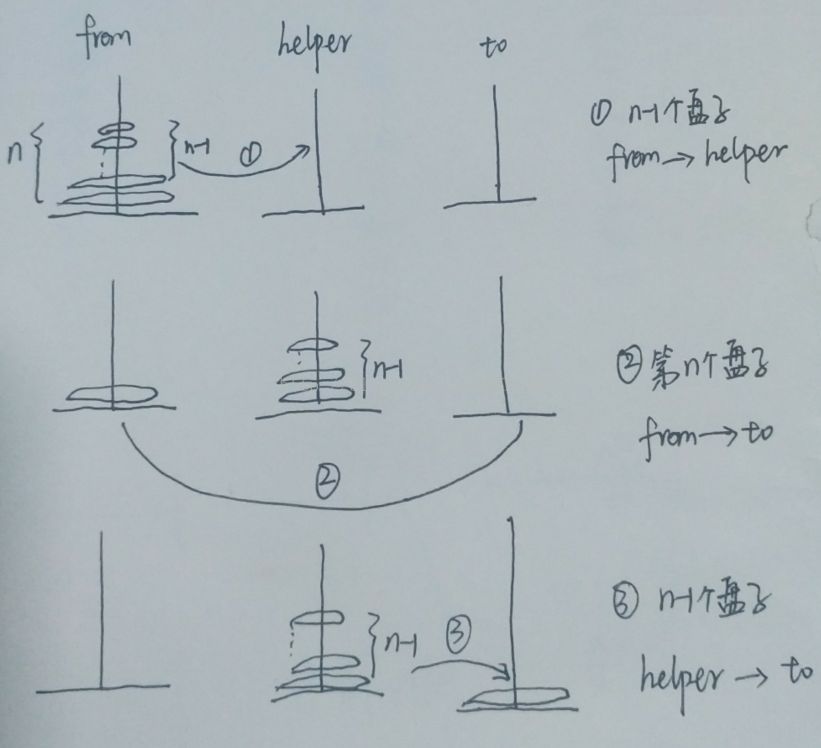 from helper to
n n-1 ① ① n-1个盘子
from → helper
n-1 ② 第n个盘子
from → to
②
n-1 ③ ③ n-1个盘子
helper → to